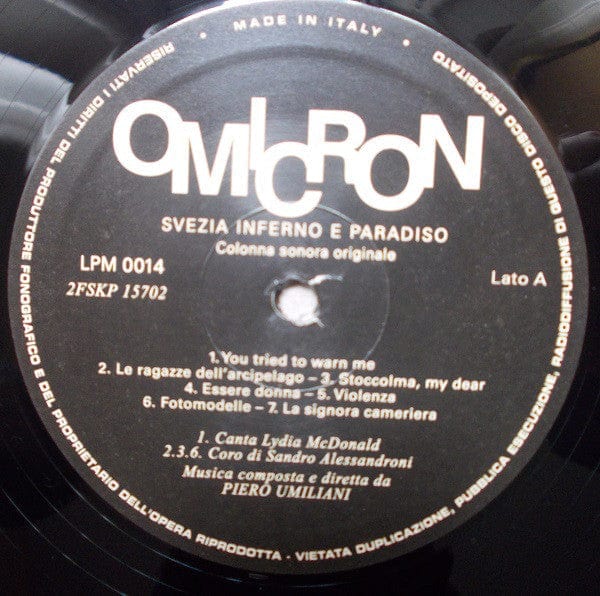 • MADE IN ITALY •
OMICRON
SVEZIA INFERNO E PARADISO
Colonna sonora originale
LPM 0014
2FSKP 15702
Lato A
1. You tried to warn me
2. Le ragazze dell'arcipelago – 3. Stoccolma, my dear
4. Essere donna – 5. Violenza
6. Fotomodelle – 7. La signora cameriera
1. Canta Lydia McDonald
2.3.6. Coro di Sandro Alessandroni
Musica composta e diretta da
PIERO UMILIANI
RISERVATI I DIRITTI DEL PRODUTTORE FONOGRAFICO E DEL PROPRIETARIO DELL'OPERA RIPRODOTTA - VIETATA DUPLICAZIONE, PUBBLICA ESECUZIONE, RADIODIFFUSIONE DI QUESTO DISCO DEPOSITATO